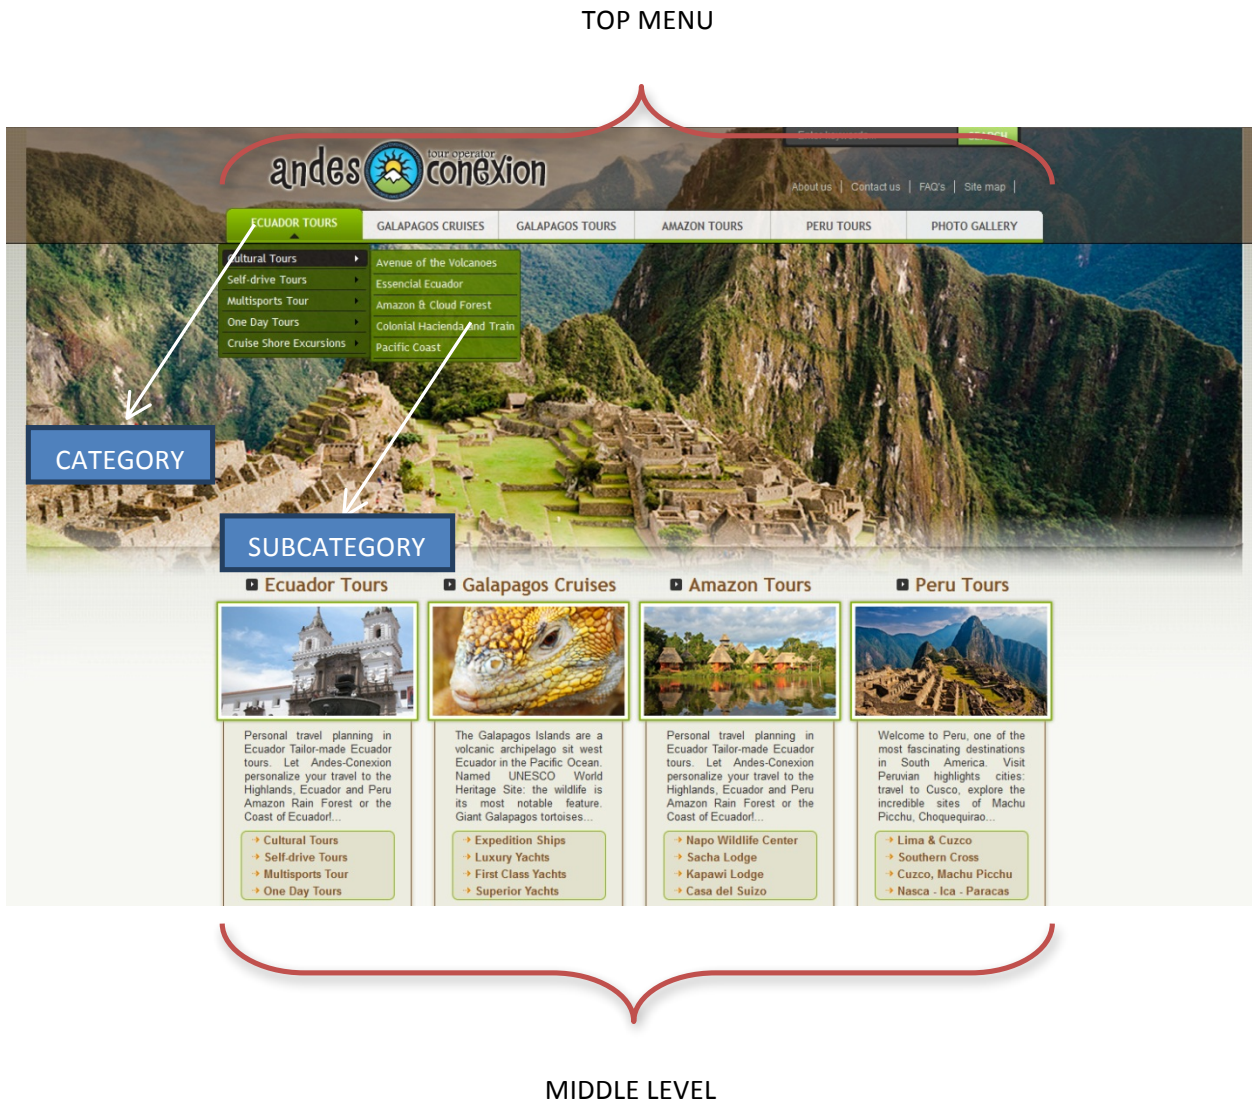 TOP MENU
SEARCH
andes tour operator conexion
About us | Contact us | FAQ's | Site map |
ECUADOR TOURS GALAPAGOS CRUISES GALAPAGOS TOURS AMAZON TOURS PERU TOURS PHOTO GALLERY
Cultural Tours
Self-drive Tours
Multisports Tour
One Day Tours
Cruise Shore Excursions
Avenue of the Volcanoes
Essencial Ecuador
Amazon & Cloud Forest
Colonial Hacienda and Train
Pacific Coast
CATEGORY
SUBCATEGORY
Ecuador Tours
Personal travel planning in
Ecuador Tailor-made Ecuador
tours. Let Andes-Conexion
personalize your travel to the
Highlands, Ecuador and Peru
Amazon Rain Forest or the
Coast of Ecuador!...
Cultural Tours
Self-drive Tours
Multisports Tour
One Day Tours
Galapagos Cruises
The Galapagos Islands are a
volcanic archipelago sit west
Ecuador in the Pacific Ocean.
Named UNESCO World
Heritage Site: the wildlife is
its most notable feature.
Giant Galapagos tortoises...
Expedition Ships
Luxury Yachts
First Class Yachts
Superior Yachts
Amazon Tours
Personal travel planning in
Ecuador Tailor-made Ecuador
tours. Let Andes-Conexion
personalize your travel to the
Highlands, Ecuador and Peru
Amazon Rain Forest or the
Coast of Ecuador!...
Napo Wildlife Center
Sacha Lodge
Kapawi Lodge
Casa del Suizo
Peru Tours
Welcome to Peru, one of the
most fascinating destinations
in South America. Visit
Peruvian highlights cities:
travel to Cusco, explore the
incredible sites of Machu
Picchu, Choquequirao...
Lima & Cuzco
Southern Cross
Cuzco, Machu Picchu
Nasca - Ica - Paracas
MIDDLE LEVEL